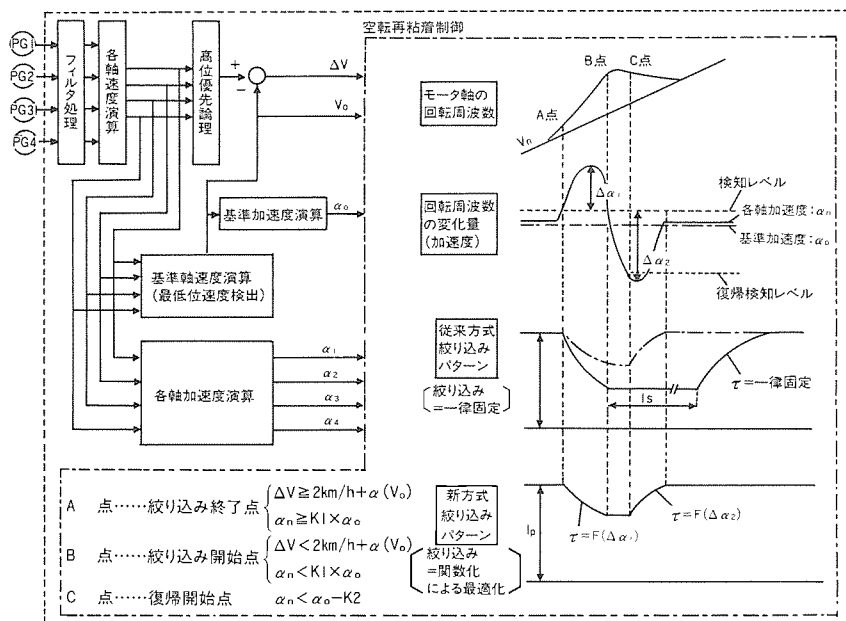 空転再粘着制御
PG1
PG2
PG3
PG4
フィルタ処理
各軸速度演算
高位優先論理
+
−
ΔV
V₀
基準加速度演算
α₀
基準軸速度演算
(最低位速度検出)
各軸加速度演算
α₁
α₂
α₃
α₄
モータ軸の
回転周波数
A点
B点
C点
V₀
回転周波数
の変化量
(加速度)
Δα₁
Δα₂
検知レベル
各軸加速度:αn
基準加速度:α₀
復帰検知レベル
従来方式
絞り込み
パターン
絞り込み
=一律固定
1s
τ=一律固定
新方式
絞り込み
パターン
絞り込み
=関数化
による最適化
Ip
τ=F(Δα₁)
τ=F(Δα₂)
A 点……絞り込み終了点 ΔV≧2km/h+α(V₀)
αn≧K1×α₀
B 点……絞り込み開始点 ΔV<2km/h+α(V₀)
αn<K1×α₀
C 点……復帰開始点 αn<α₀−K2